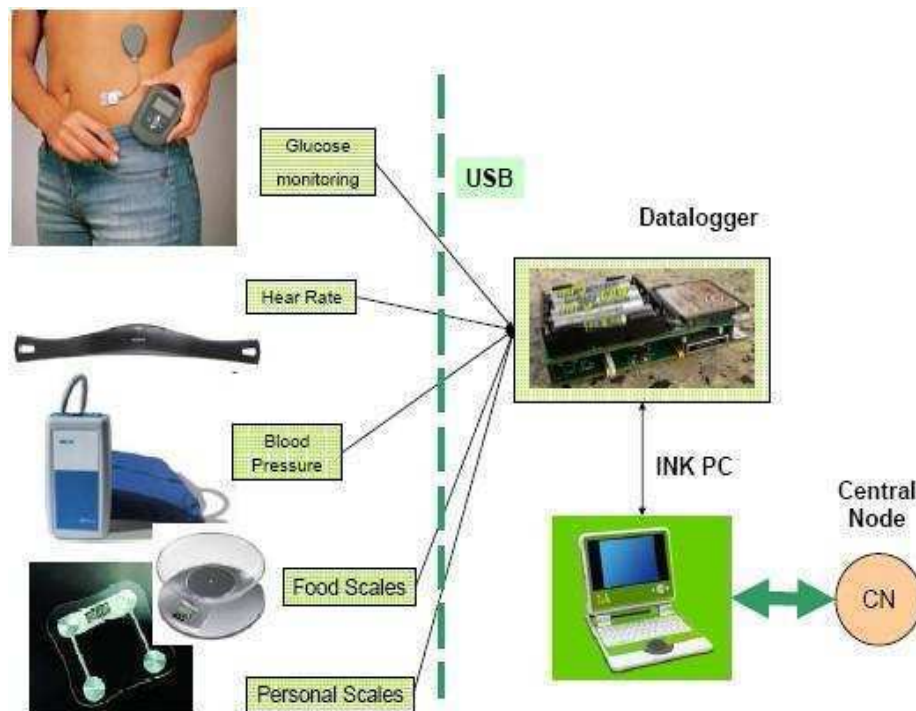 Glucose
monitoring
USB
Datalogger
Hear Rate
Blood
Pressure
INK PC
Central
Node
Food Scales
CN
Personal Scales